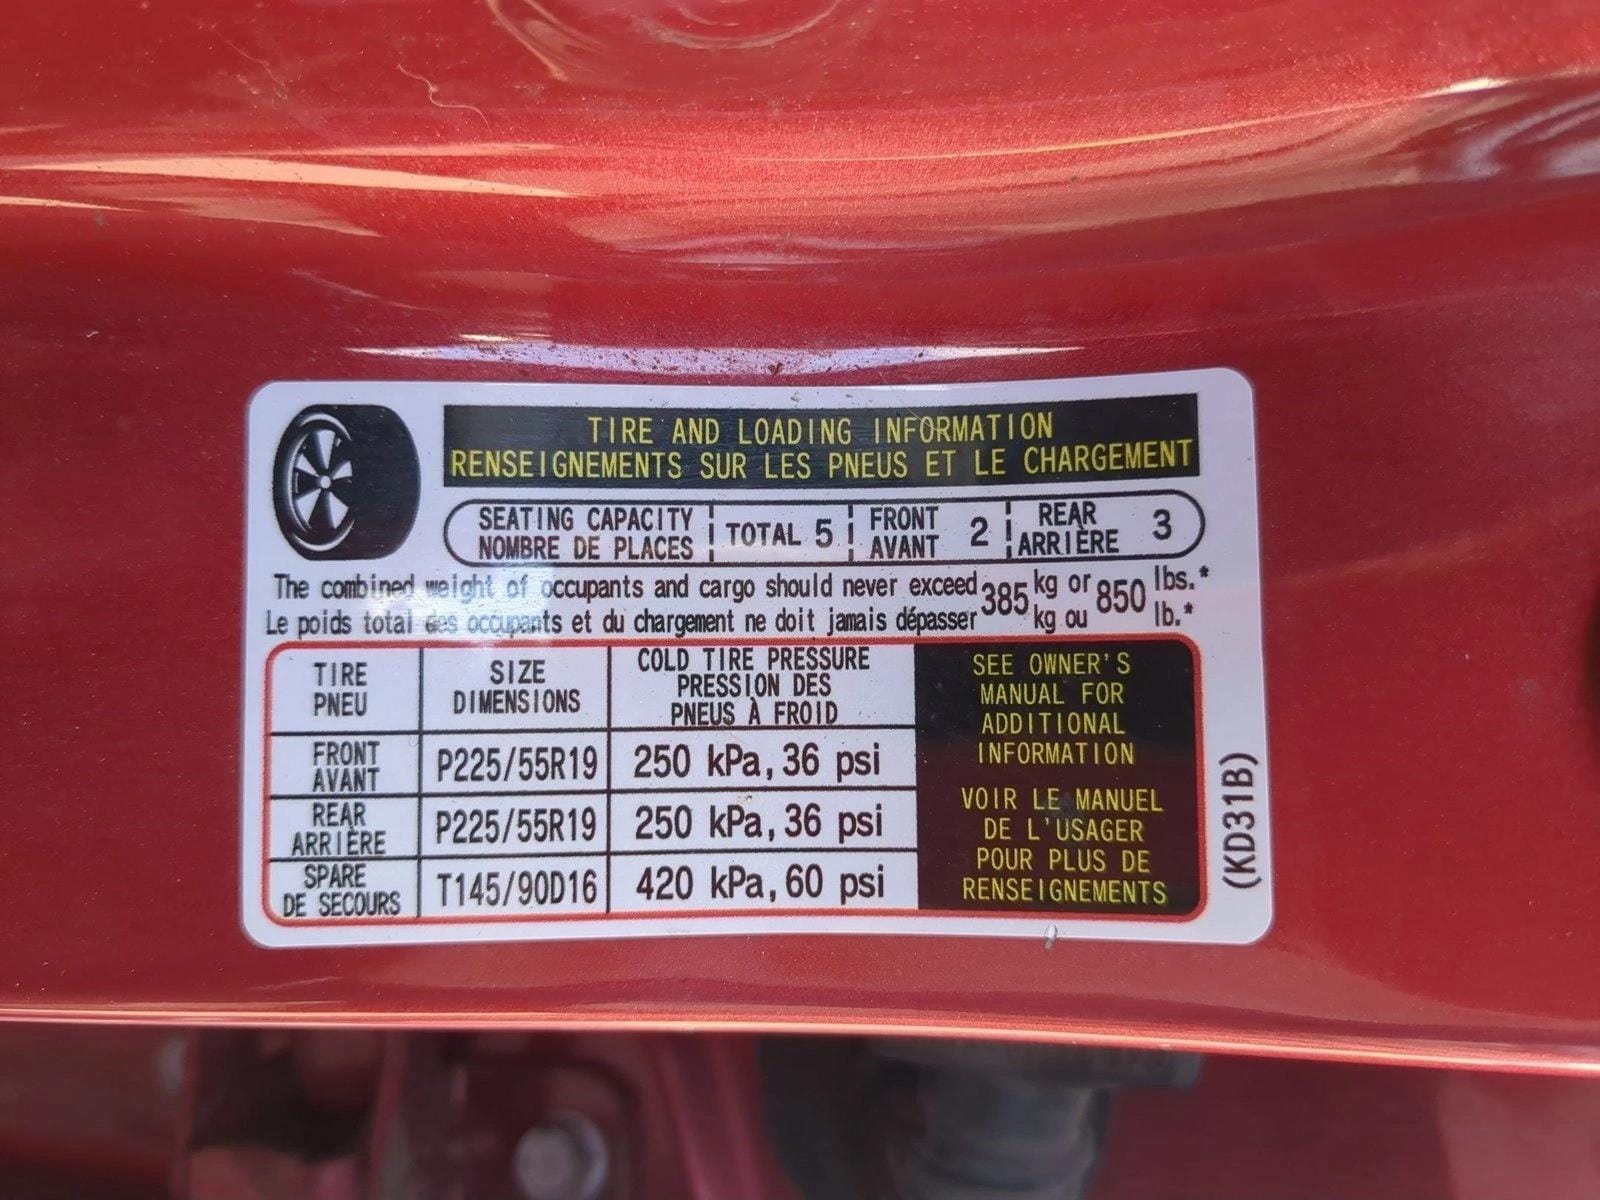 TIRE AND LOADING INFORMATION
RENSEIGNEMENTS SUR LES PNEUS ET LE CHARGEMENT
SEATING CAPACITY TOTAL 5 FRONT 2 REAR 3
NOMBRE DE PLACES AVANT ARRIÈRE
The combined weight of occupants and cargo should never exceed 385 kg or 850 lbs.*
Le poids total des occupants et du chargement ne doit jamais dépasser kg ou lb.*
TIRE SIZE COLD TIRE PRESSURE
PNEU DIMENSIONS PRESSION DES
PNEUS À FROID
FRONT
AVANT P225/55R19 250 kPa, 36 psi
REAR
ARRIÈRE P225/55R19 250 kPa, 36 psi
SPARE
DE SECOURS T145/90D16 420 kPa, 60 psi
SEE OWNER'S
MANUAL FOR
ADDITIONAL
INFORMATION
VOIR LE MANUEL
DE L'USAGER
POUR PLUS DE
RENSEIGNEMENTS
(KD31B)